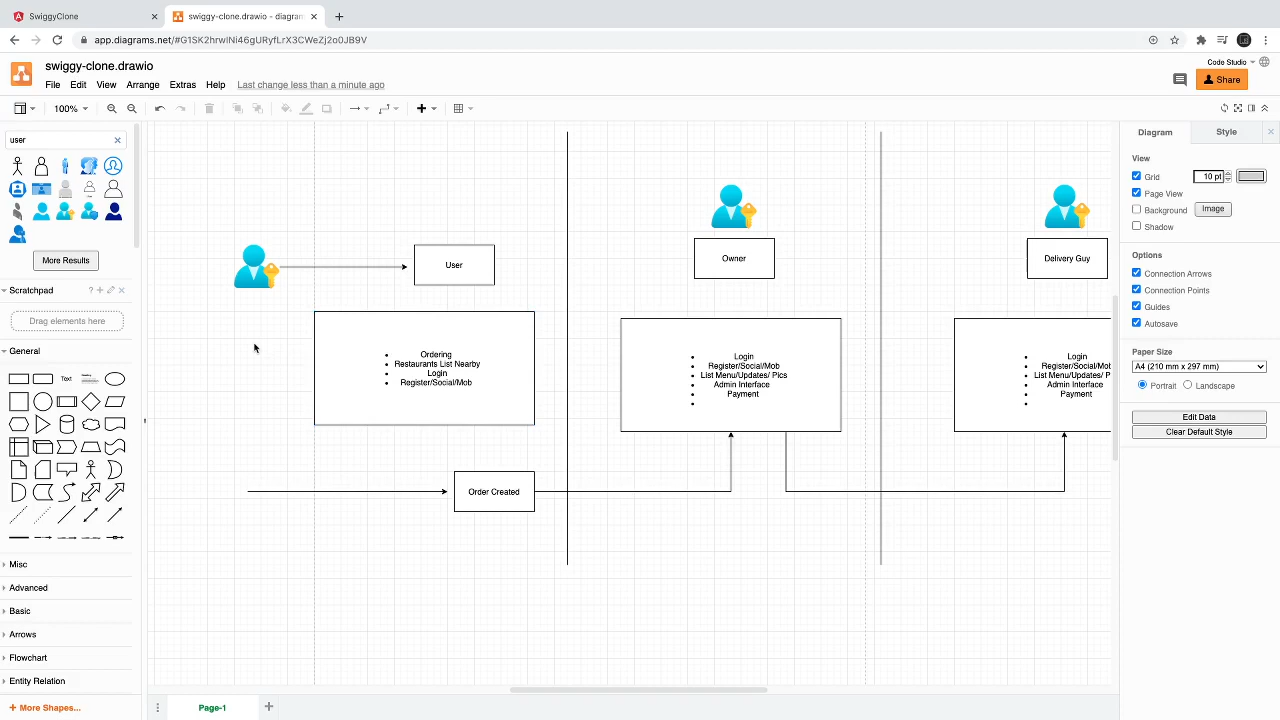 SwiggyClone
swiggy-clone.drawio - diagram
app.diagrams.net/#G1SK2hrwINi46gURyfLrX3CWeZj2o0JB9V
swiggy-clone.drawio
Code Studio
File Edit View Arrange Extras Help Last change less than a minute ago
Share
100%
user
More Results
Scratchpad
Drag elements here
General
Text
Misc
Advanced
Basic
Arrows
Flowchart
Entity Relation
More Shapes...
User
Ordering
Restaurants List Nearby
Login
Register/Social/Mob
Order Created
Owner
Login
Register/Social/Mob
List Menu/Updates/ Pics
Admin Interface
Payment
Delivery Guy
Login
Register/Social/Mob
List Menu/Updates/ P
Admin Interface
Payment
Diagram Style
View
Grid 10 pt
Page View
Background Image
Shadow
Options
Connection Arrows
Connection Points
Guides
Autosave
Paper Size
A4 (210 mm x 297 mm)
Portrait Landscape
Edit Data
Clear Default Style
Page-1